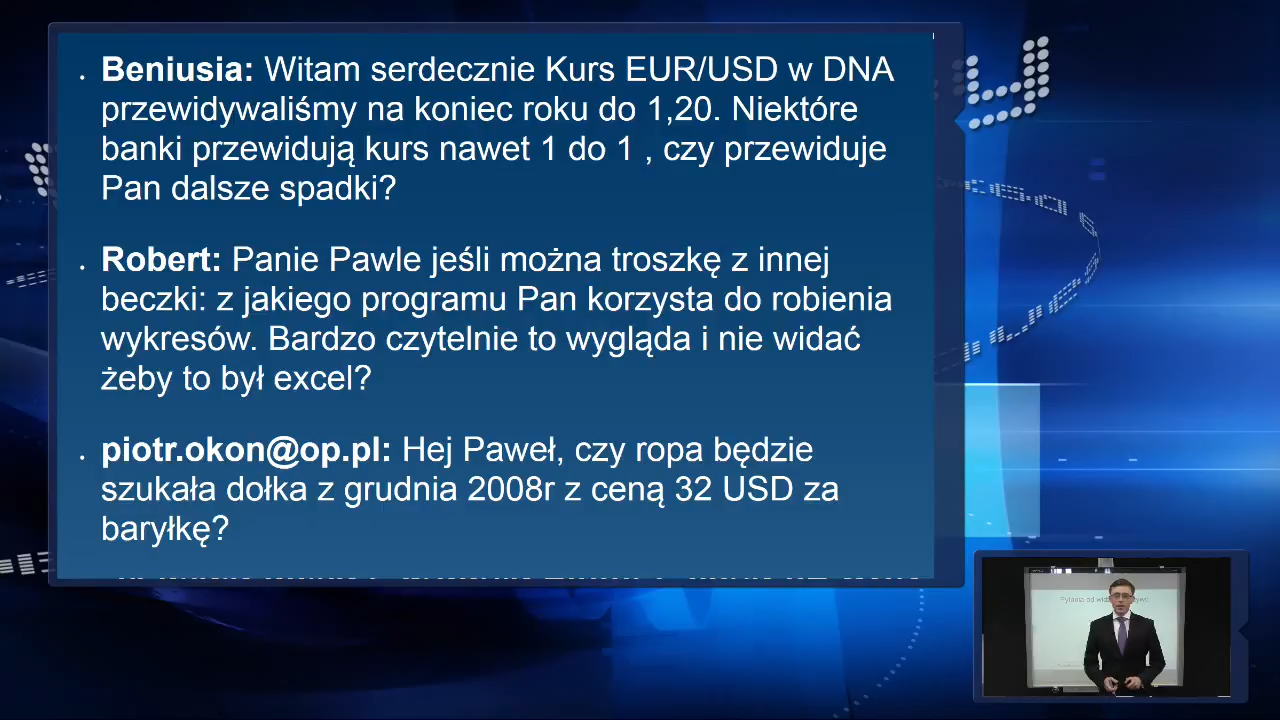 Beniusia: Witam serdecznie Kurs EUR/USD w DNA
przewidywaliśmy na koniec roku do 1,20. Niektóre
banki przewidują kurs nawet 1 do 1 , czy przewiduje
Pan dalsze spadki?
Robert: Panie Pawle jeśli można troszkę z innej
beczki: z jakiego programu Pan korzysta do robienia
wykresów. Bardzo czytelnie to wygląda i nie widać
żeby to był excel?
piotr.okon@op.pl: Hej Paweł, czy ropa będzie
szukała dołka z grudnia 2008r z ceną 32 USD za
baryłkę?
Pytania od